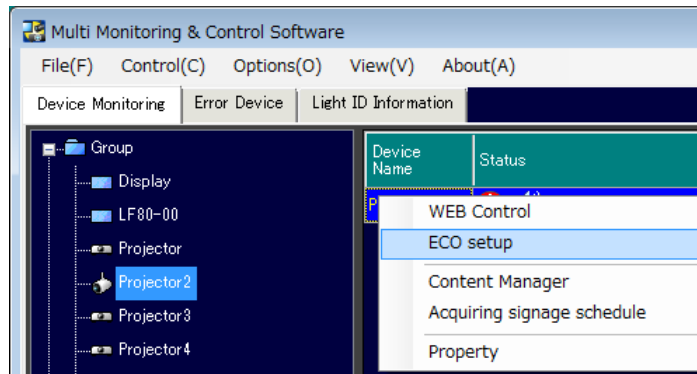 Multi Monitoring & Control Software
File(F) Control(C) Options(O) View(V) About(A)
Device Monitoring Error Device Light ID Information
Group
Display
LF80-00
Projector
Projector2
Projector3
Projector4
Device Name
Status
P
WEB Control
ECO setup
Content Manager
Acquiring signage schedule
Property